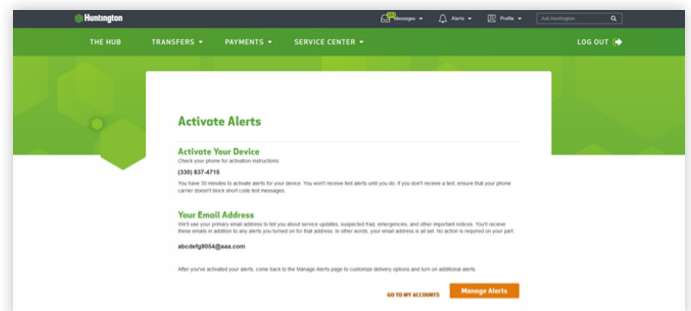 Huntington
Messages
Alerts
Profile
Ask Huntington
THE HUB
TRANSFERS
PAYMENTS
SERVICE CENTER
LOG OUT
Activate Alerts
Activate Your Device
Check your phone for activation instructions
(330) 837-4715
You have 30 minutes to activate alerts for your device. You won't receive text alerts until you do. If you don't receive a text, ensure that your phone
carrier doesn't block short code text messages.
Your Email Address
We'll use your primary email address to tell you about service updates, suspected frad, emergencies, and other important notices. You'll recieve
these emails in addition to any alerts you turned on for that address. In other words, your email address is all set. No action is required on your part.
abcdefg9054@aaa.com
After you've activated your alerts, come back to the Manage Alerts page to customize delivery options and turn on additional alerts.
GO TO MY ACCOUNTS
Manage Alerts